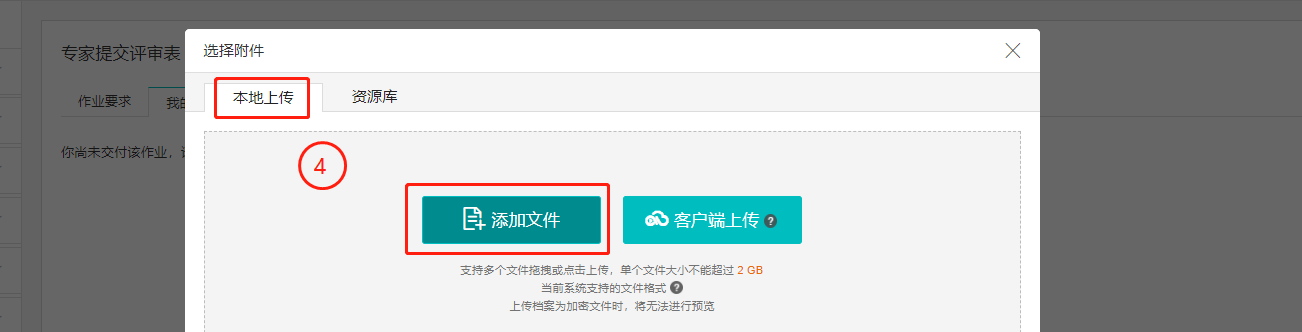 专家提交评审表
选择附件
作业要求
我的
本地上传
资源库
你尚未交付该作业，
4
添加文件
客户端上传 ?
支持多个文件拖拽或点击上传，单个文件大小不能超过 2 GB
当前系统支持的文件格式 ?
上传档案为加密文件时，将无法进行预览